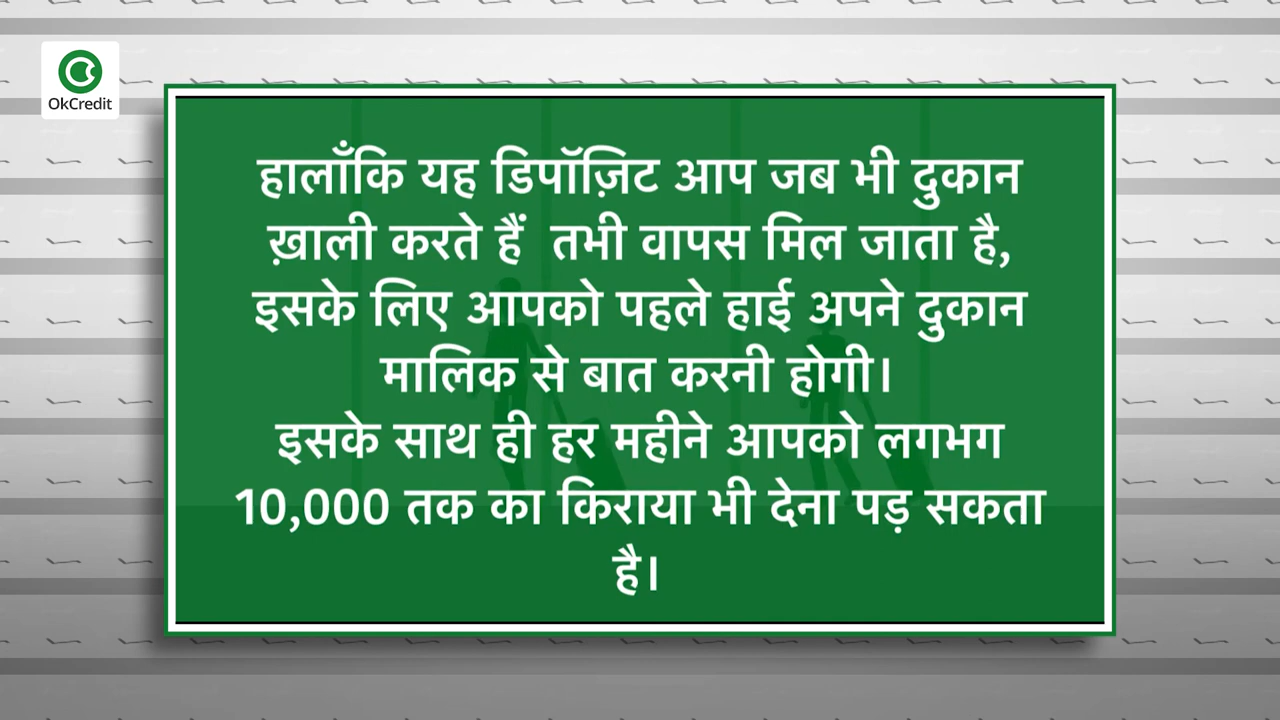 OkCredit
हालाँकि यह डिपॉज़िट आप जब भी दुकान
ख़ाली करते हैं  तभी वापस मिल जाता है,
इसके लिए आपको पहले हाई अपने दुकान
मालिक से बात करनी होगी।
इसके साथ ही हर महीने आपको लगभग
10,000 तक का किराया भी देना पड़ सकता
है।